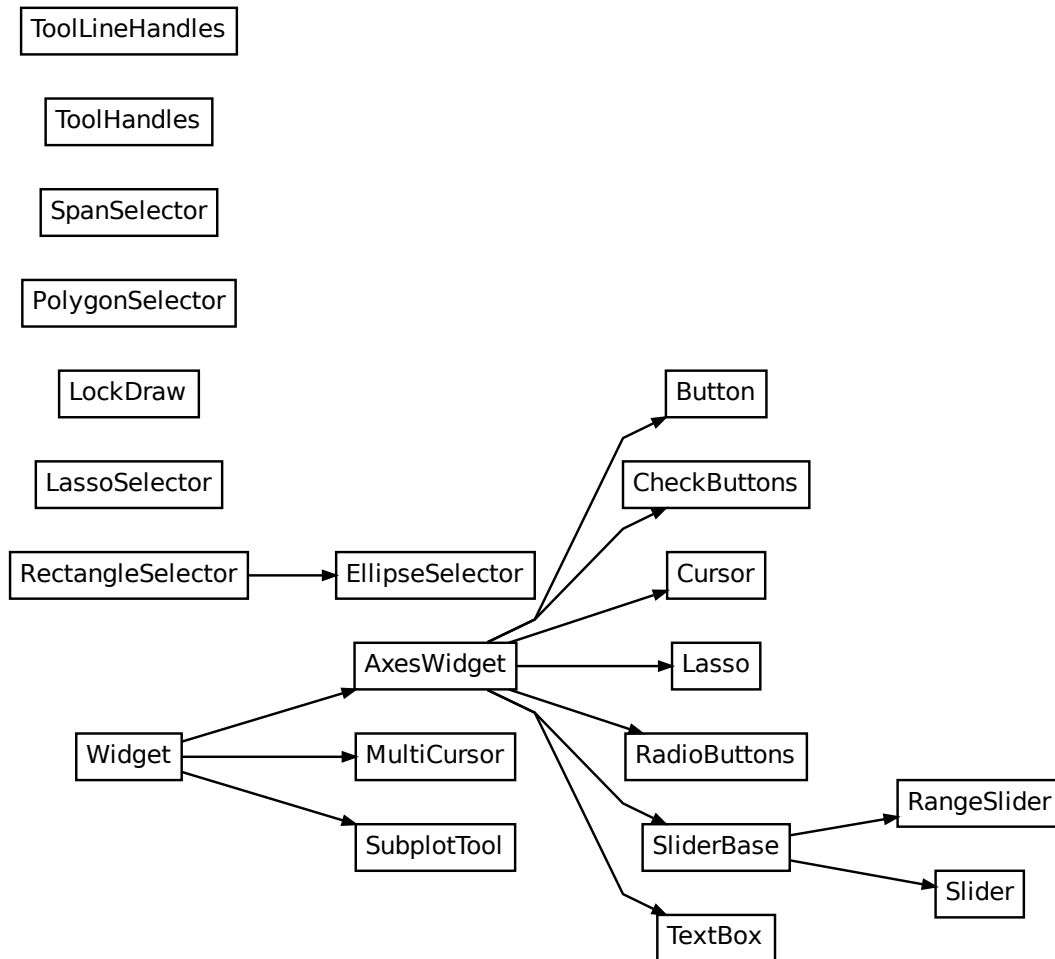 ToolLineHandles
ToolHandles
SpanSelector
PolygonSelector
LockDraw
Button
LassoSelector
CheckButtons
RectangleSelector
EllipseSelector
Cursor
AxesWidget
Lasso
Widget
MultiCursor
RadioButtons
RangeSlider
SubplotTool
SliderBase
Slider
TextBox